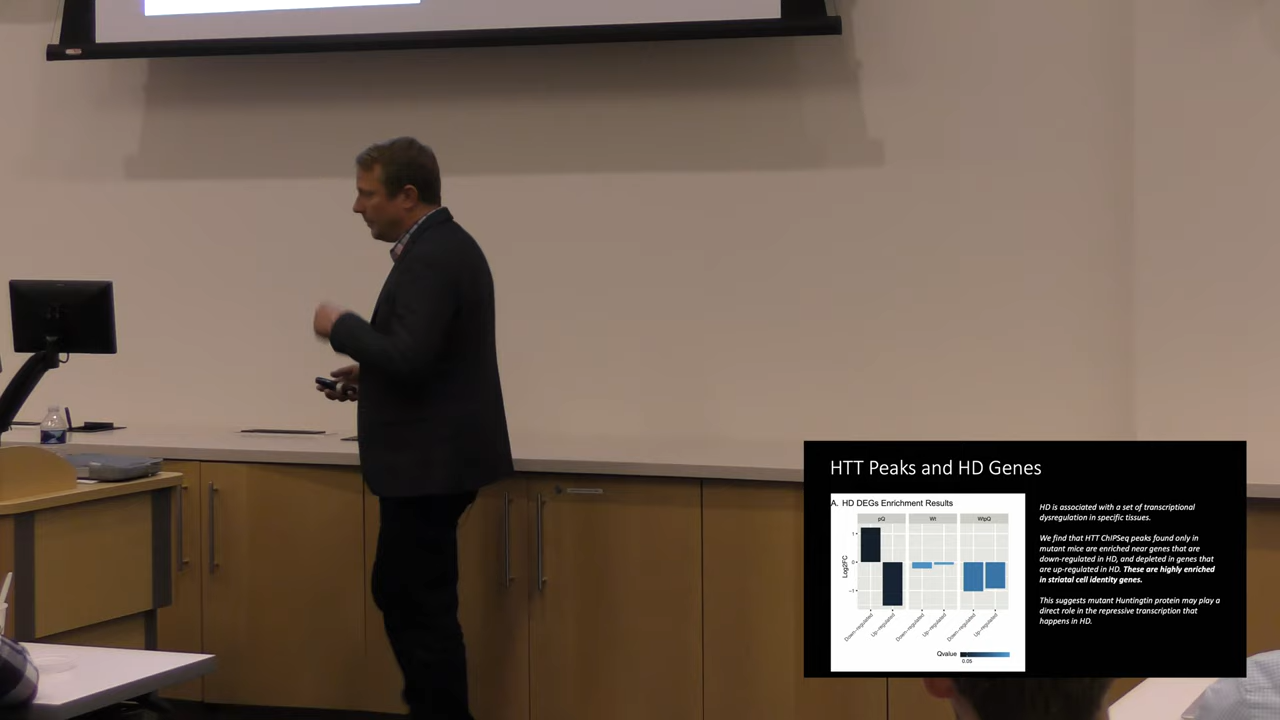 HTT Peaks and HD Genes
A. HD DEGs Enrichment Results
pQ Wt WtpQ
Log2FC
1
0
-1
Down-regulated Up-regulated Down-regulated Up-regulated Down-regulated Up-regulated
Qvalue
0.05
HD is associated with a set of transcriptional
dysregulation in specific tissues.
We find that HTT ChIPSeq peaks found only in
mutant mice are enriched near genes that are
down-regulated in HD, and depleted in genes that
are up-regulated in HD. These are highly enriched
in striatal cell identity genes.
This suggests mutant Huntingtin protein may play a
direct role in the repressive transcription that
happens in HD.